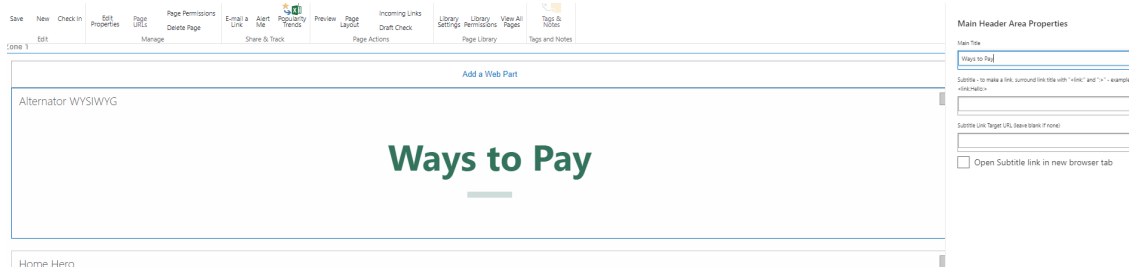 Save New Check In Edit Properties Page URLs Page Permissions Delete Page E-mail a Link Alert Me Popularity Trends Preview Page Layout Incoming Links Draft Check Library Settings Library Permissions View All Pages Tags & Notes
Edit Manage Share & Track Page Actions Page Library Tags and Notes
Zone 1
Add a Web Part
Alternator WYSIWYG
Ways to Pay
Home Hero
Main Header Area Properties
Main Title
Ways to Pay
Subtitle - to make a link, surround link title with "<link:" and ":>" - example
<link:Hello:>
Subtitle Link Target URL (leave blank if none)
Open Subtitle link in new browser tab